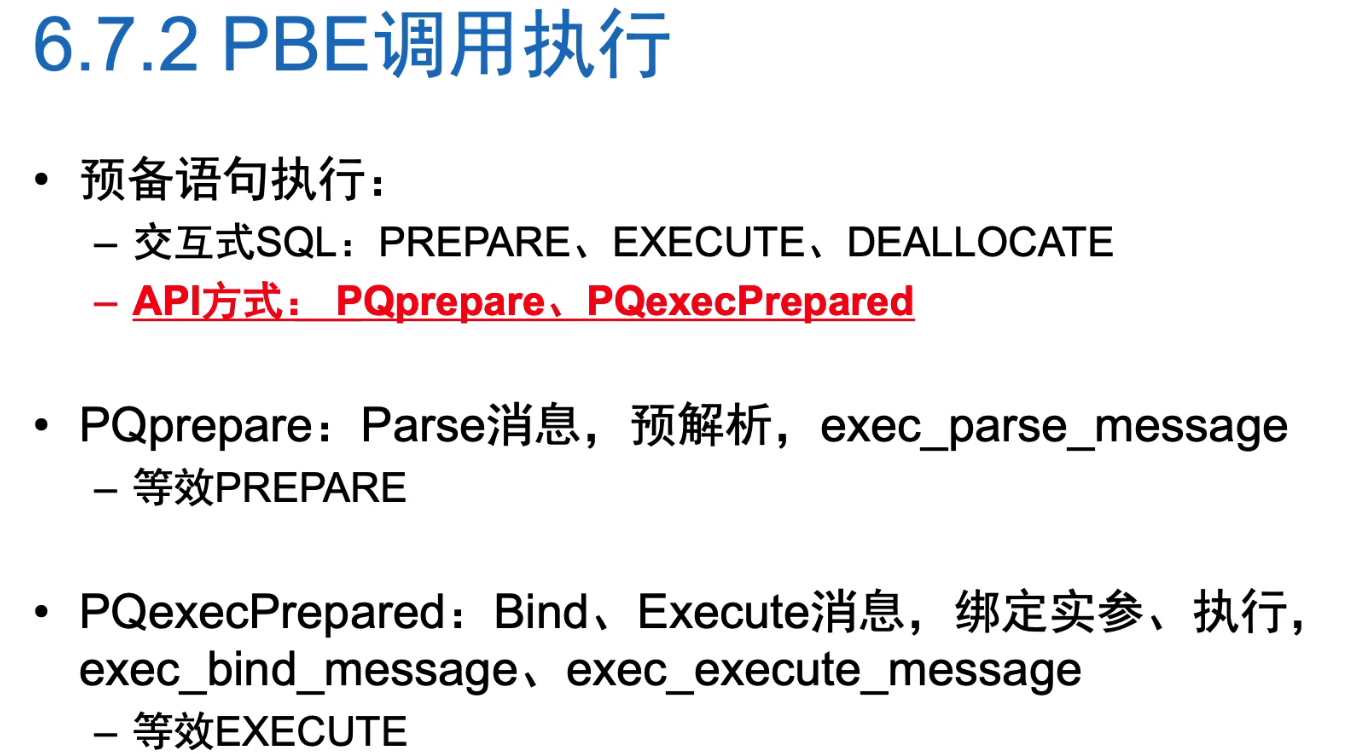 6.7.2 PBE调用执行
• 预备语句执行：
– 交互式SQL：PREPARE、EXECUTE、DEALLOCATE
– API方式： PQprepare、PQexecPrepared
• PQprepare：Parse消息，预解析，exec_parse_message
– 等效PREPARE
• PQexecPrepared：Bind、Execute消息，绑定实参、执行，
exec_bind_message、exec_execute_message
– 等效EXECUTE